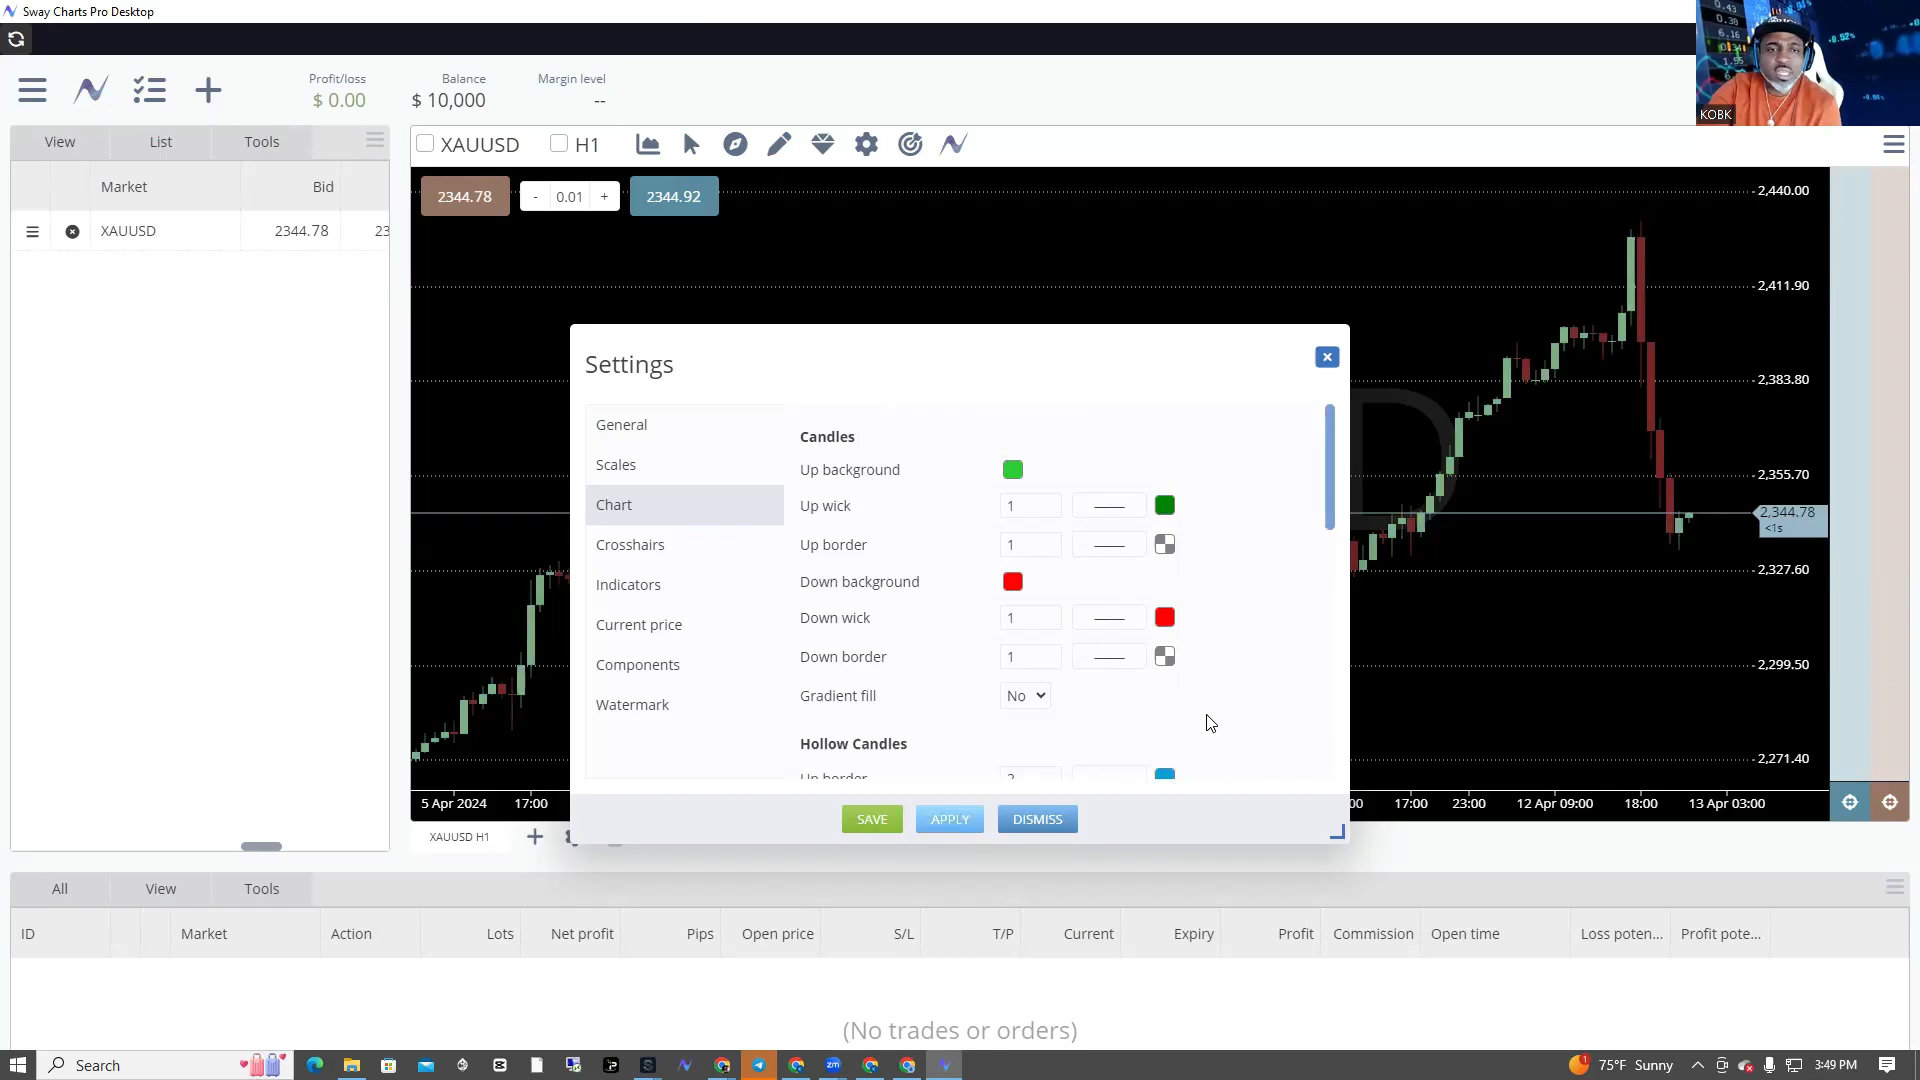 Sway Charts Pro Desktop
Profit/loss
$ 0.00
Balance
$ 10,000
Margin level
--
KOBK
View List Tools
Market Bid
XAUUSD 2344.78 23
XAUUSD H1
2344.78 - 0.01 + 2344.92
2,440.00
2,411.90
2,383.80
2,355.70
2,344.78
<1s
2,327.60
2,299.50
2,271.40
5 Apr 2024 17:00 :00 17:00 23:00 12 Apr 09:00 18:00 13 Apr 03:00
Settings
General
Scales
Chart
Crosshairs
Indicators
Current price
Components
Watermark
Candles
Up background
Up wick 1
Up border 1
Down background
Down wick 1
Down border 1
Gradient fill No
Hollow Candles
Up border 2
SAVE APPLY DISMISS
XAUUSD H1
All View Tools
ID Market Action Lots Net profit Pips Open price S/L T/P Current Expiry Profit Commission Open time Loss poten... Profit pote...
(No trades or orders)
Search
75°F Sunny
3:49 PM